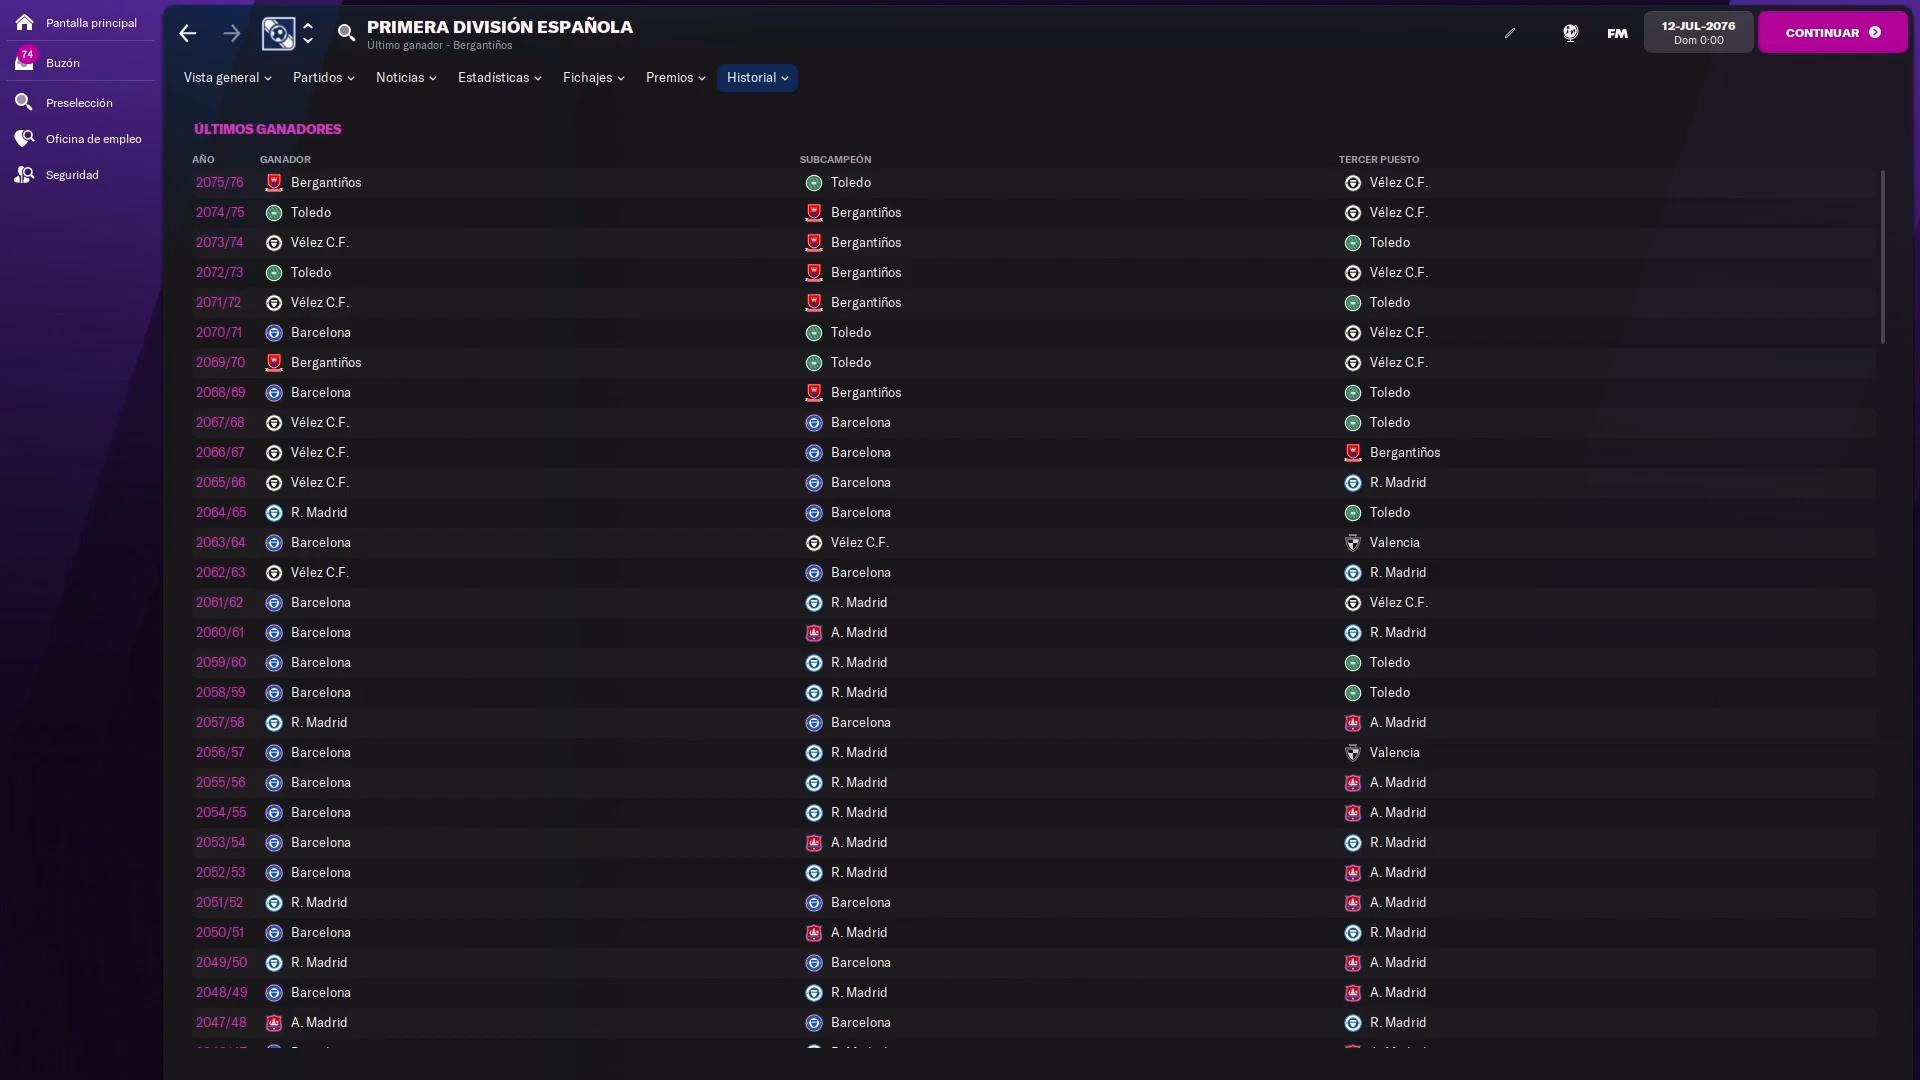 Pantalla principal
74
Buzón
Preselección
Oficina de empleo
Seguridad
PRIMERA DIVISIÓN ESPAÑOLA
Último ganador - Bergantiños
FM
12-JUL-2076
Dom 0:00
CONTINUAR
Vista general Partidos Noticias Estadísticas Fichajes Premios Historial
ÚLTIMOS GANADORES
AÑO GANADOR SUBCAMPEÓN TERCER PUESTO
2075/76 Bergantiños Toledo Vélez C.F.
2074/75 Toledo Bergantiños Vélez C.F.
2073/74 Vélez C.F. Bergantiños Toledo
2072/73 Toledo Bergantiños Vélez C.F.
2071/72 Vélez C.F. Bergantiños Toledo
2070/71 Barcelona Toledo Vélez C.F.
2069/70 Bergantiños Toledo Vélez C.F.
2068/69 Barcelona Bergantiños Toledo
2067/68 Vélez C.F. Barcelona Toledo
2066/67 Vélez C.F. Barcelona Bergantiños
2065/66 Vélez C.F. Barcelona R. Madrid
2064/65 R. Madrid Barcelona Toledo
2063/64 Barcelona Vélez C.F. Valencia
2062/63 Vélez C.F. Barcelona R. Madrid
2061/62 Barcelona R. Madrid Vélez C.F.
2060/61 Barcelona A. Madrid R. Madrid
2059/60 Barcelona R. Madrid Toledo
2058/59 Barcelona R. Madrid Toledo
2057/58 R. Madrid Barcelona A. Madrid
2056/57 Barcelona R. Madrid Valencia
2055/56 Barcelona R. Madrid A. Madrid
2054/55 Barcelona R. Madrid A. Madrid
2053/54 Barcelona A. Madrid R. Madrid
2052/53 Barcelona R. Madrid A. Madrid
2051/52 R. Madrid Barcelona A. Madrid
2050/51 Barcelona A. Madrid R. Madrid
2049/50 R. Madrid Barcelona A. Madrid
2048/49 Barcelona R. Madrid A. Madrid
2047/48 A. Madrid Barcelona R. Madrid